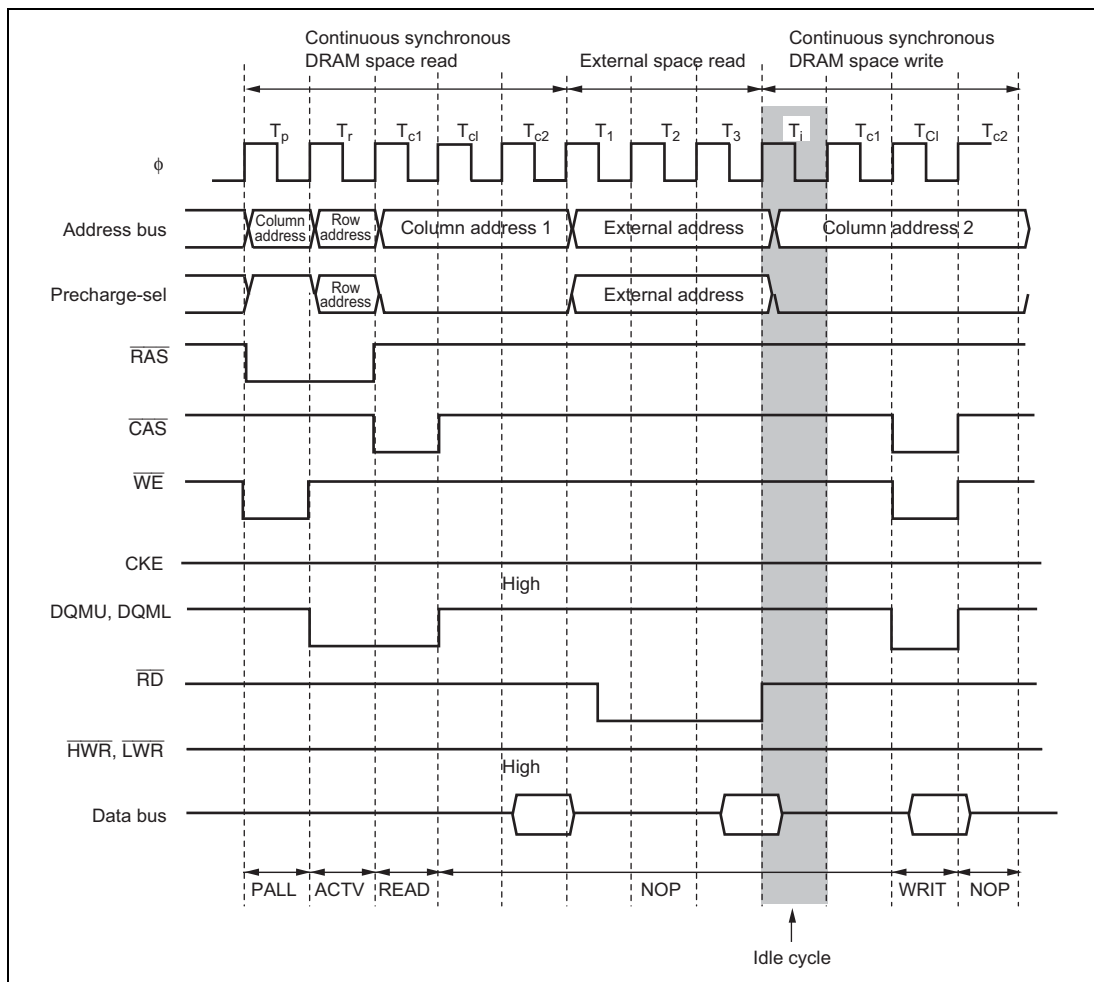 Continuous synchronous
DRAM space read
External space read
Continuous synchronous
DRAM space write
Tp Tr Tc1 Tcl Tc2 T1 T2 T3 Ti Tc1 TCl Tc2
ϕ
Address bus
Column address
Row address
Column address 1
External address
Column address 2
Precharge-sel
Row address
External address
RAS
CAS
WE
CKE
High
DQMU, DQML
RD
HWR, LWR
High
Data bus
PALL ACTV READ NOP WRIT NOP
Idle cycle